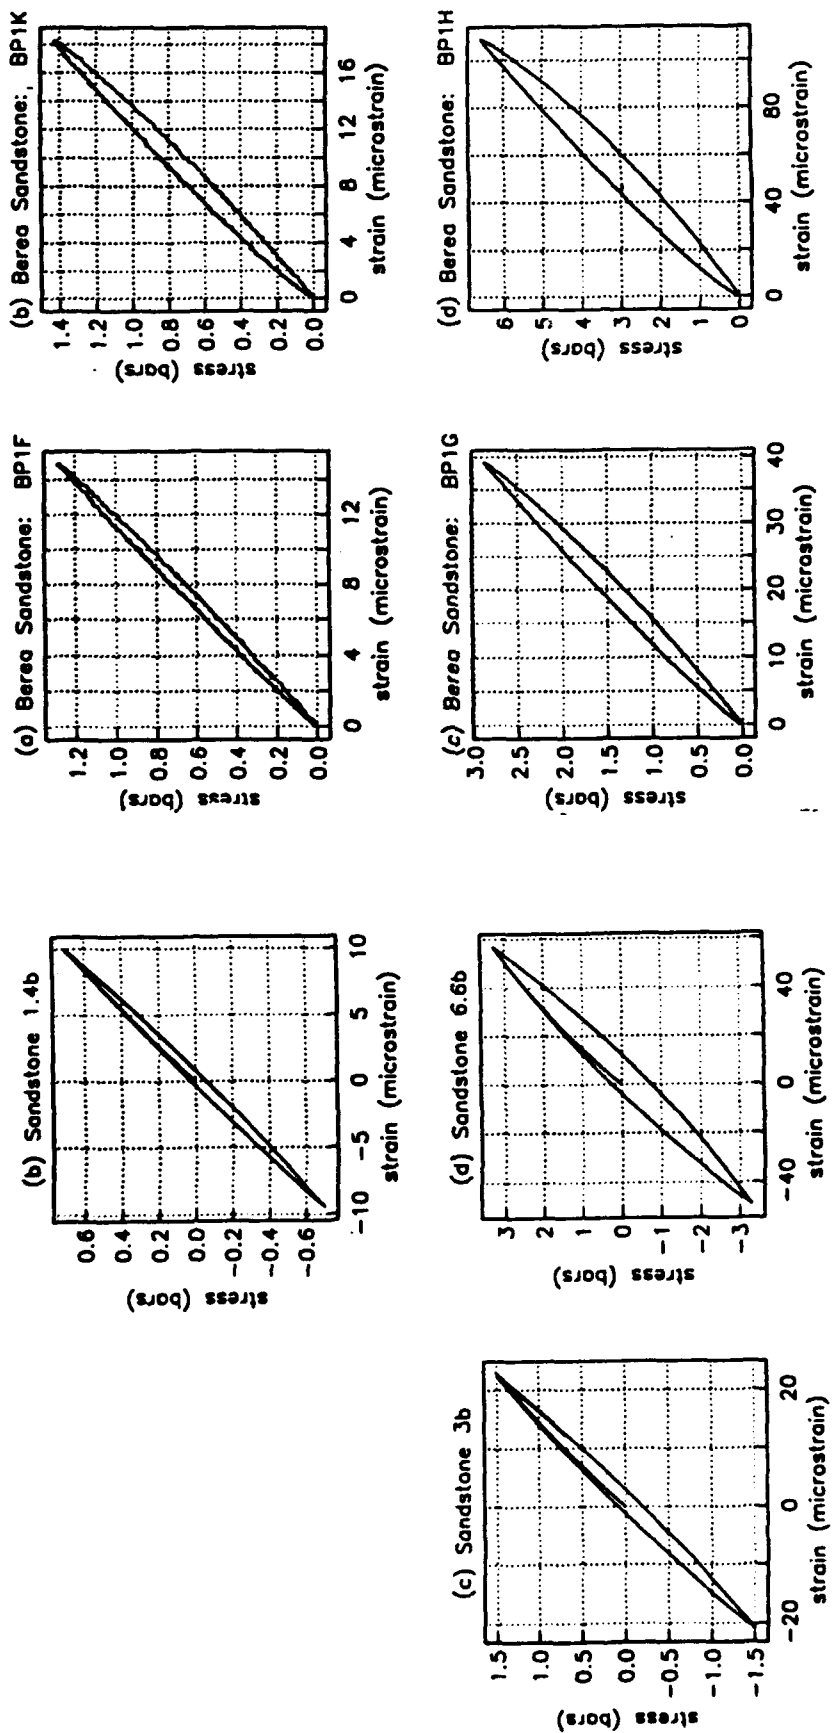 (b) Sandstone 1.4b
stress (bars)
0.6
0.4
0.2
0.0
-0.2
-0.4
-0.6
-10 -5 0 5 10
strain (microstrain)
(a) Berea Sandstone: BP1F
stress (bars)
1.2
1.0
0.8
0.6
0.4
0.2
0.0
0 4 8 12
strain (microstrain)
(b) Berea Sandstone: BP1K
stress (bars)
1.4
1.2
1.0
0.8
0.6
0.4
0.2
0.0
0 4 8 12 16
strain (microstrain)
(c) Sandstone 3b
stress (bars)
1.5
1.0
0.5
0.0
-0.5
-1.0
-1.5
-20 0 20
strain (microstrain)
(d) Sandstone 6.6b
stress (bars)
3
2
1
0
-1
-2
-3
-40 0 40
strain (microstrain)
(c) Berea Sandstone: BP1G
stress (bars)
3.0
2.5
2.0
1.5
1.0
0.5
0.0
0 10 20 30 40
strain (microstrain)
(d) Berea Sandstone: BP1H
stress (bars)
6
5
4
3
2
1
0
0 40 80
strain (microstrain)